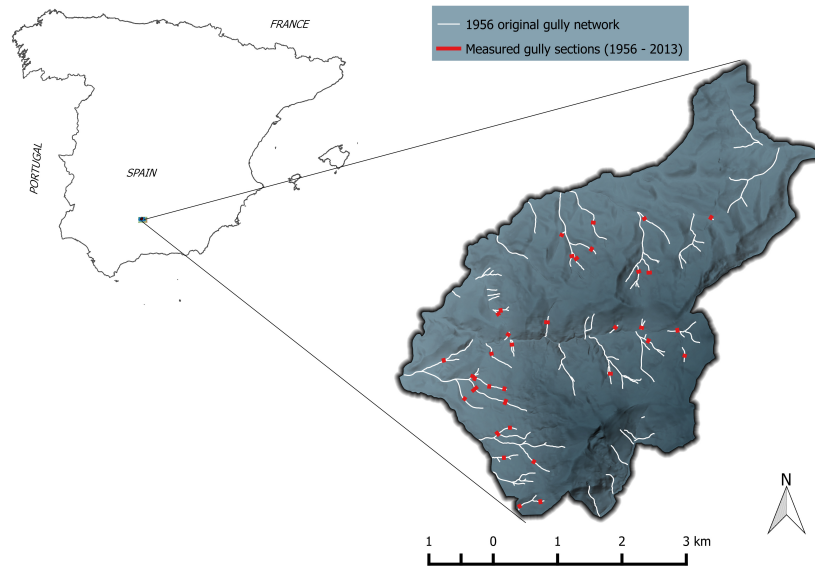 FRANCE
1956 original gully network
Measured gully sections (1956 - 2013)
PORTUGAL
SPAIN
N
1 0 1 2 3 km